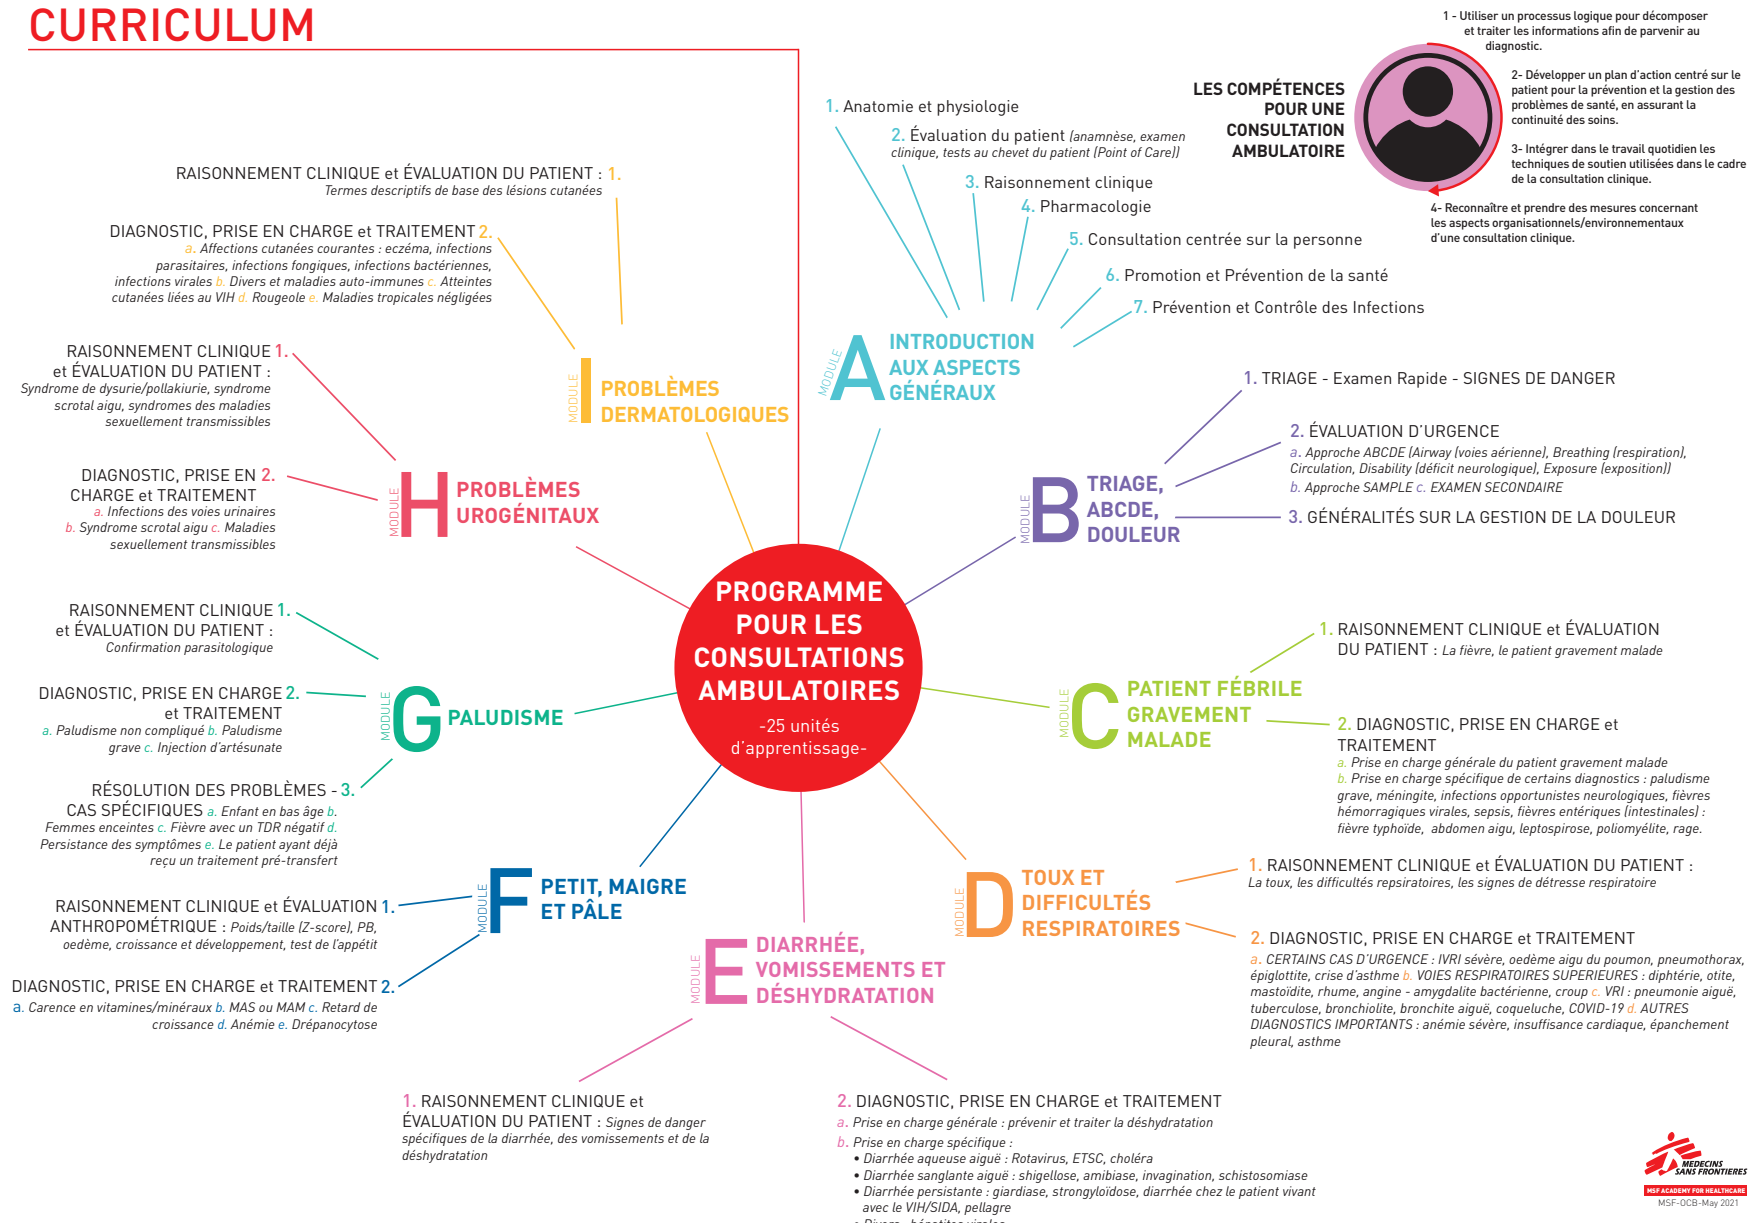 CURRICULUM
1 - Utiliser un processus logique pour décomposer
et traiter les informations afin de parvenir au
diagnostic.
2- Développer un plan d'action centré sur le
patient pour la prévention et la gestion des
problèmes de santé, en assurant la
continuité des soins.
3- Intégrer dans le travail quotidien les
techniques de soutien utilisées dans le cadre
de la consultation clinique.
4- Reconnaître et prendre des mesures concernant
les aspects organisationnels/environnementaux
d'une consultation clinique.
LES COMPÉTENCES
POUR UNE
CONSULTATION
AMBULATOIRE
1. Anatomie et physiologie
2. Évaluation du patient (anamnèse, examen
clinique, tests au chevet du patient (Point of Care))
3. Raisonnement clinique
4. Pharmacologie
5. Consultation centrée sur la personne
6. Promotion et Prévention de la santé
7. Prévention et Contrôle des Infections
MODULE A
INTRODUCTION
AUX ASPECTS
GÉNÉRAUX
1. TRIAGE - Examen Rapide - SIGNES DE DANGER
2. ÉVALUATION D'URGENCE
a. Approche ABCDE (Airway (voies aérienne), Breathing (respiration),
Circulation, Disability (déficit neurologique), Exposure (exposition))
b. Approche SAMPLE c. EXAMEN SECONDAIRE
3. GÉNÉRALITÉS SUR LA GESTION DE LA DOULEUR
MODULE B
TRIAGE,
ABCDE,
DOULEUR
1. RAISONNEMENT CLINIQUE et ÉVALUATION
DU PATIENT : La fièvre, le patient gravement malade
MODULE C
PATIENT FÉBRILE
GRAVEMENT
MALADE
2. DIAGNOSTIC, PRISE EN CHARGE et
TRAITEMENT
a. Prise en charge générale du patient gravement malade
b. Prise en charge spécifique de certains diagnostics : paludisme
grave, méningite, infections opportunistes neurologiques, fièvres
hémorragiques virales, sepsis, fièvres entériques (intestinales) :
fièvre typhoïde, abdomen aigu, leptospirose, poliomyélite, rage.
1. RAISONNEMENT CLINIQUE et ÉVALUATION DU PATIENT :
La toux, les difficultés repsiratoires, les signes de détresse respiratoire
MODULE D
TOUX ET
DIFFICULTÉS
RESPIRATOIRES
2. DIAGNOSTIC, PRISE EN CHARGE et TRAITEMENT
a. CERTAINS CAS D'URGENCE : IVRI sévère, oedème aigu du poumon, pneumothorax,
épiglottite, crise d'asthme b. VOIES RESPIRATOIRES SUPERIEURES : diphtérie, otite,
mastoïdite, rhume, angine - amygdalite bactérienne, croup c. VRI : pneumonie aiguë,
tuberculose, bronchiolite, bronchite aiguë, coqueluche, COVID-19 d. AUTRES
DIAGNOSTICS IMPORTANTS : anémie sévère, insuffisance cardiaque, épanchement
pleural, asthme
MODULE E
DIARRHÉE,
VOMISSEMENTS ET
DÉSHYDRATATION
1. RAISONNEMENT CLINIQUE et
ÉVALUATION DU PATIENT : Signes de danger
spécifiques de la diarrhée, des vomissements et de la
déshydratation
2. DIAGNOSTIC, PRISE EN CHARGE et TRAITEMENT
a. Prise en charge générale : prévenir et traiter la déshydratation
b. Prise en charge spécifique :
• Diarrhée aqueuse aiguë : Rotavirus, ETSC, choléra
• Diarrhée sanglante aiguë : shigellose, amibiase, invagination, schistosomiase
• Diarrhée persistante : giardiase, strongyloïdose, diarrhée chez le patient vivant
avec le VIH/SIDA, pellagre
MODULE F
PETIT, MAIGRE
ET PÂLE
RAISONNEMENT CLINIQUE et ÉVALUATION 1.
ANTHROPOMÉTRIQUE : Poids/taille (Z-score), PB,
oedème, croissance et développement, test de l'appétit
DIAGNOSTIC, PRISE EN CHARGE et TRAITEMENT 2.
a. Carence en vitamines/minéraux b. MAS ou MAM c. Retard de
croissance d. Anémie e. Drépanocytose
MODULE G
PALUDISME
RAISONNEMENT CLINIQUE 1.
et ÉVALUATION DU PATIENT :
Confirmation parasitologique
DIAGNOSTIC, PRISE EN CHARGE 2.
et TRAITEMENT
a. Paludisme non compliqué b. Paludisme
grave c. Injection d'artésunate
RÉSOLUTION DES PROBLÈMES - 3.
CAS SPÉCIFIQUES a. Enfant en bas âge b.
Femmes enceintes c. Fièvre avec un TDR négatif d.
Persistance des symptômes e. Le patient ayant déjà
reçu un traitement pré-transfert
MODULE H
PROBLÈMES
UROGÉNITAUX
RAISONNEMENT CLINIQUE 1.
et ÉVALUATION DU PATIENT :
Syndrome de dysurie/pollakiurie, syndrome
scrotal aigu, syndromes des maladies
sexuellement transmissibles
DIAGNOSTIC, PRISE EN 2.
CHARGE et TRAITEMENT
a. Infections des voies urinaires
b. Syndrome scrotal aigu c. Maladies
sexuellement transmissibles
MODULE I
PROBLÈMES
DERMATOLOGIQUES
RAISONNEMENT CLINIQUE et ÉVALUATION DU PATIENT : 1.
Termes descriptifs de base des lésions cutanées
DIAGNOSTIC, PRISE EN CHARGE et TRAITEMENT 2.
a. Affections cutanées courantes : eczéma, infections
parasitaires, infections fongiques, infections bactériennes,
infections virales b. Divers et maladies auto-immunes c. Atteintes
cutanées liées au VIH d. Rougeole e. Maladies tropicales négligées
PROGRAMME
POUR LES
CONSULTATIONS
AMBULATOIRES
-25 unités
d'apprentissage-
MEDECINS
SANS FRONTIERES
MSF ACADEMY FOR HEALTHCARE
MSF-OCB-May 2021